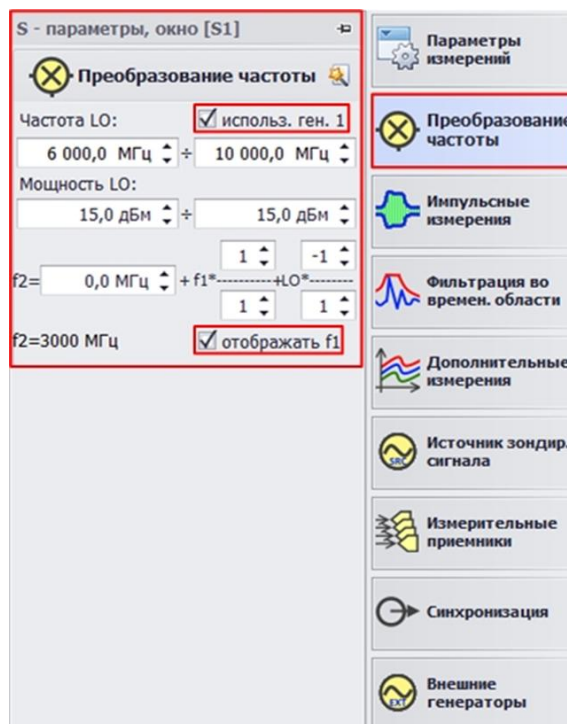 S - параметры, окно [S1]
Преобразование частоты
Частота LO:
использ. ген. 1
6 000,0 МГц ÷ 10 000,0 МГц
Мощность LO:
15,0 дБм ÷ 15,0 дБм
1 -1
f2= 0,0 МГц + f1*----------+LO*--------
1 1
f2=3000 МГц
отображать f1
Параметры
измерений
Преобразование
частоты
Импульсные
измерения
Фильтрация во
времен. области
Дополнительные
измерения
Источник зондир.
сигнала
SRC
Измерительные
приемники
Синхронизация
Внешние
генераторы
EXT